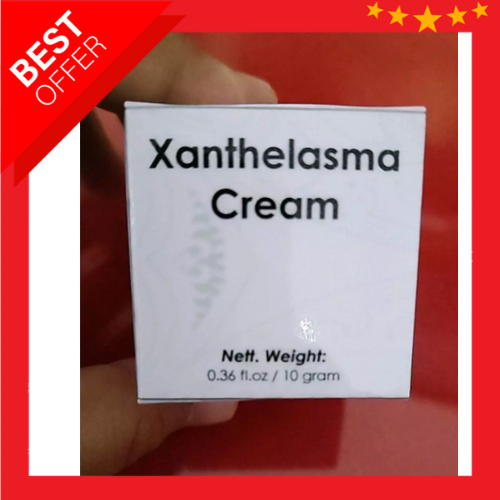 BEST
OFFER
Xanthelasma
Cream
Nett. Weight:
0.36 fl.oz / 10 gram